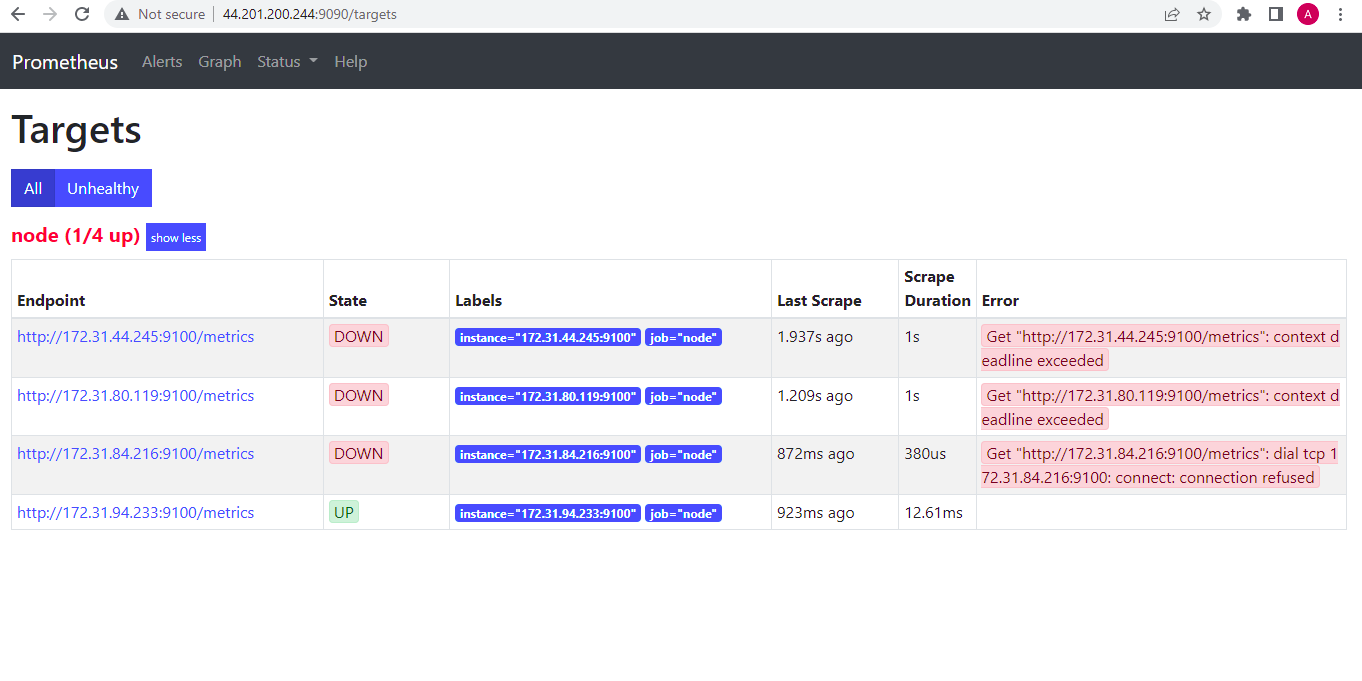 Not secure 44.201.200.244:9090/targets A
Prometheus Alerts Graph Status Help
Targets
All Unhealthy
node (1/4 up) show less
Scrape
Endpoint State Labels Last Scrape Duration Error
http://172.31.44.245:9100/metrics DOWN instance="172.31.44.245:9100" job="node" 1.937s ago 1s Get "http://172.31.44.245:9100/metrics": context d
eadline exceeded
http://172.31.80.119:9100/metrics DOWN instance="172.31.80.119:9100" job="node" 1.209s ago 1s Get "http://172.31.80.119:9100/metrics": context d
eadline exceeded
http://172.31.84.216:9100/metrics DOWN instance="172.31.84.216:9100" job="node" 872ms ago 380us Get "http://172.31.84.216:9100/metrics": dial tcp 1
72.31.84.216:9100: connect: connection refused
http://172.31.94.233:9100/metrics UP instance="172.31.94.233:9100" job="node" 923ms ago 12.61ms